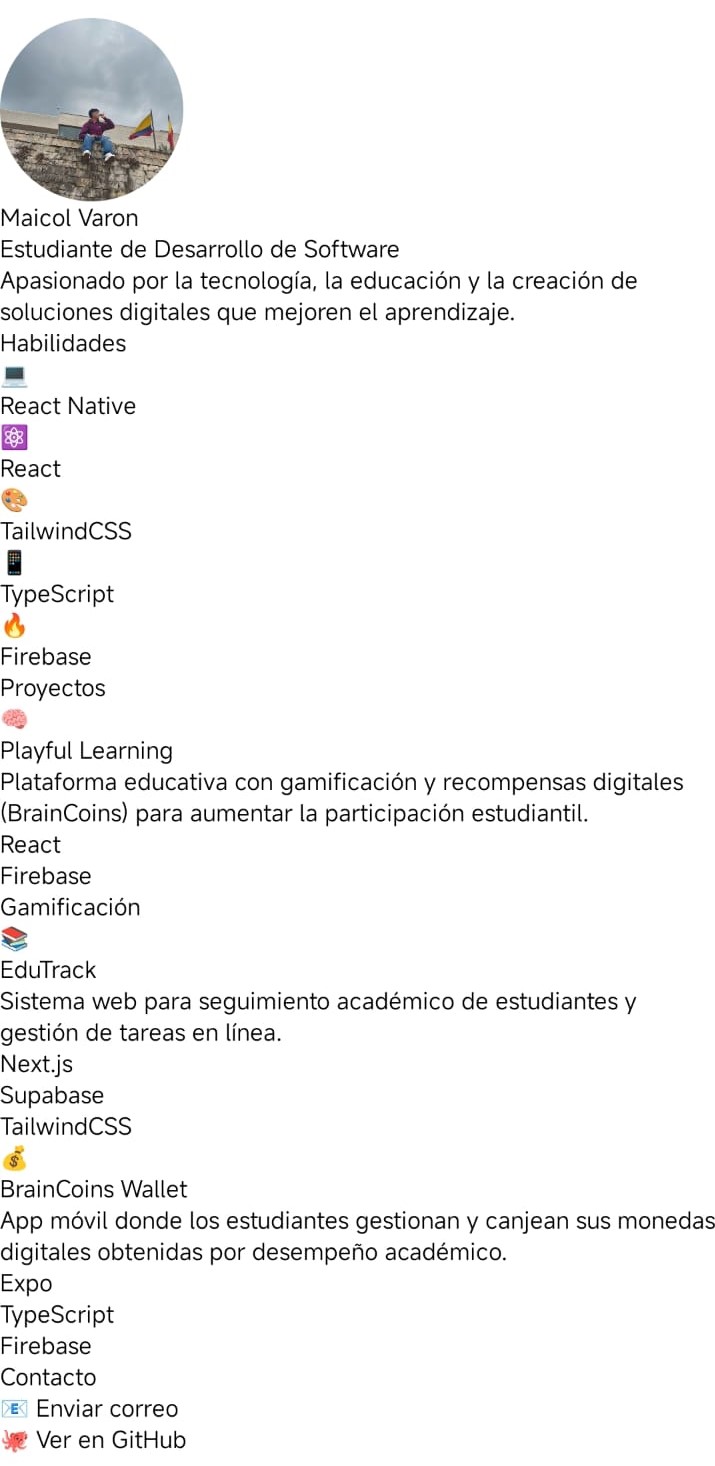 Maicol Varon
Estudiante de Desarrollo de Software
Apasionado por la tecnología, la educación y la creación de
soluciones digitales que mejoren el aprendizaje.
Habilidades
💻
React Native
⚛️
React
🎨
TailwindCSS
📱
TypeScript
🔥
Firebase
Proyectos
🧠
Playful Learning
Plataforma educativa con gamificación y recompensas digitales
(BrainCoins) para aumentar la participación estudiantil.
React
Firebase
Gamificación
📚
EduTrack
Sistema web para seguimiento académico de estudiantes y
gestión de tareas en línea.
Next.js
Supabase
TailwindCSS
💰
BrainCoins Wallet
App móvil donde los estudiantes gestionan y canjean sus monedas
digitales obtenidas por desempeño académico.
Expo
TypeScript
Firebase
Contacto
📧 Enviar correo
🐙 Ver en GitHub